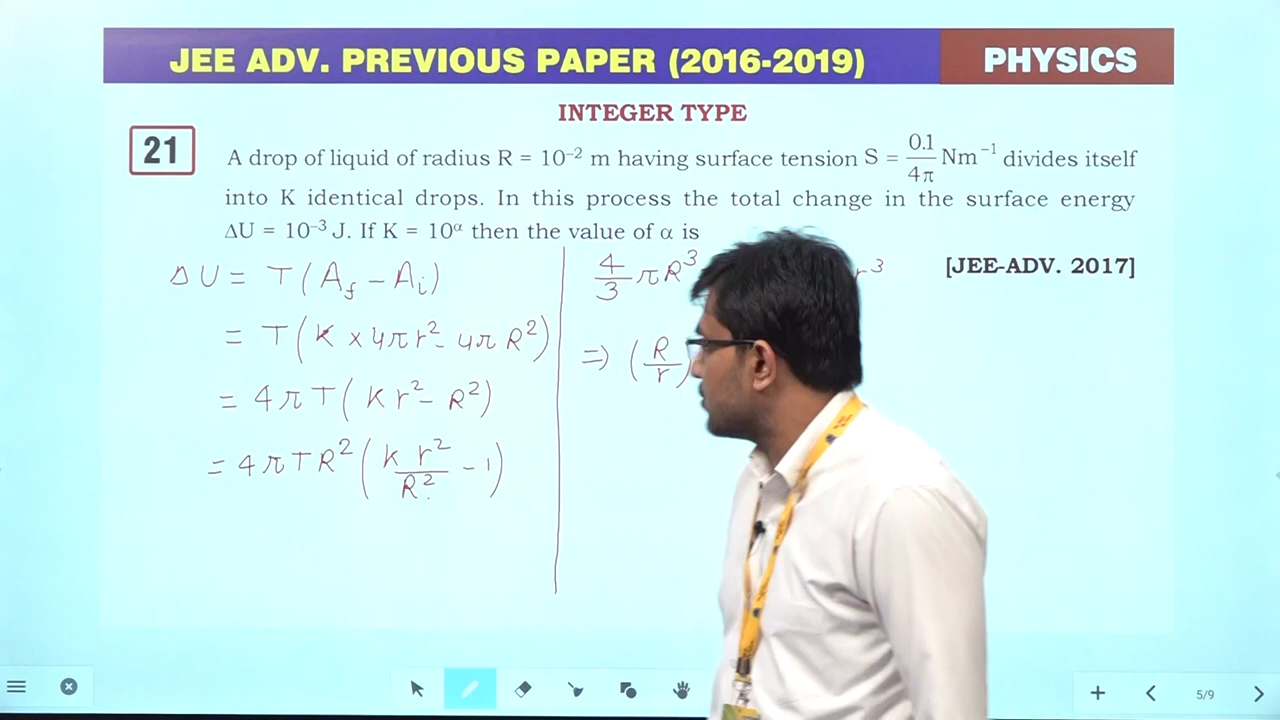 JEE ADV. PREVIOUS PAPER (2016-2019) PHYSICS
INTEGER TYPE
21 A drop of liquid of radius R = 10⁻² m having surface tension S = 0.1/4π Nm⁻¹ divides itself
into K identical drops. In this process the total change in the surface energy
ΔU = 10⁻³ J. If K = 10^α then the value of α is
[JEE-ADV. 2017]
ΔU = T(A_f - A_i)
= T(K × 4πr² - 4πR²)
= 4πT(Kr² - R²)
= 4πTR²(K r²/R² - 1)
4/3 πR³ r³
⇒ (R/r)
5/9